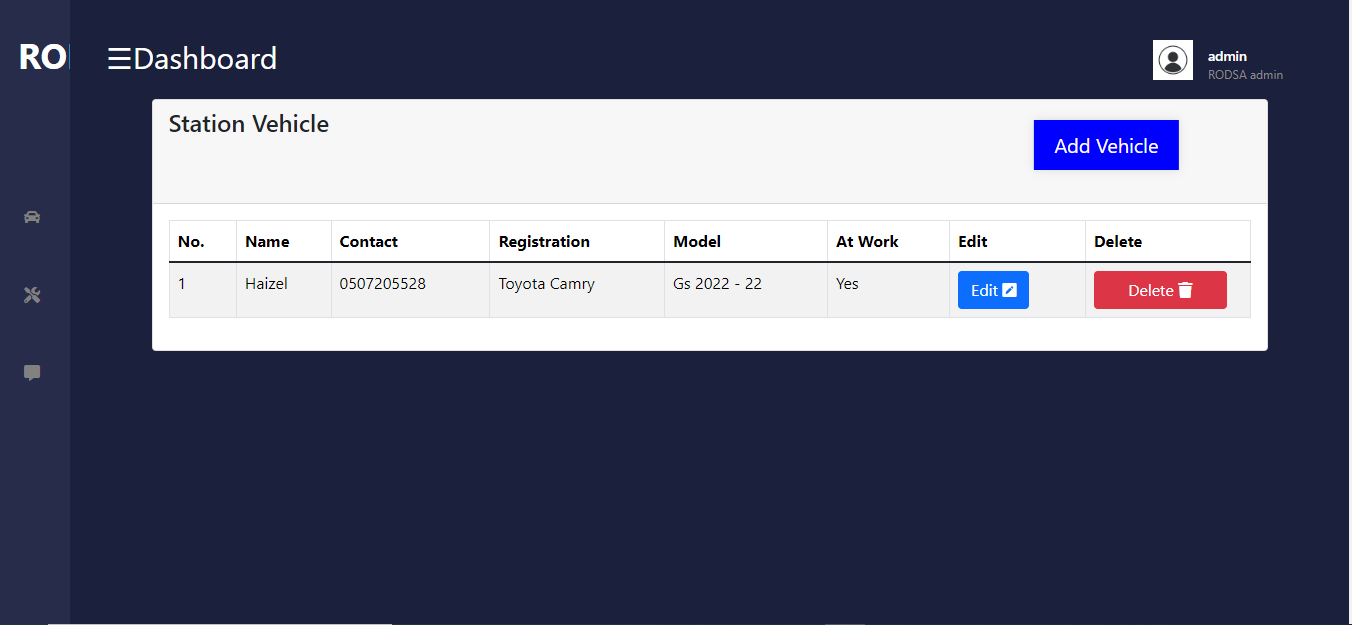 RO
☰Dashboard
admin
RODSA admin
Station Vehicle
Add Vehicle
No. Name Contact Registration Model At Work Edit Delete
1 Haizel 0507205528 Toyota Camry Gs 2022 - 22 Yes Edit Delete